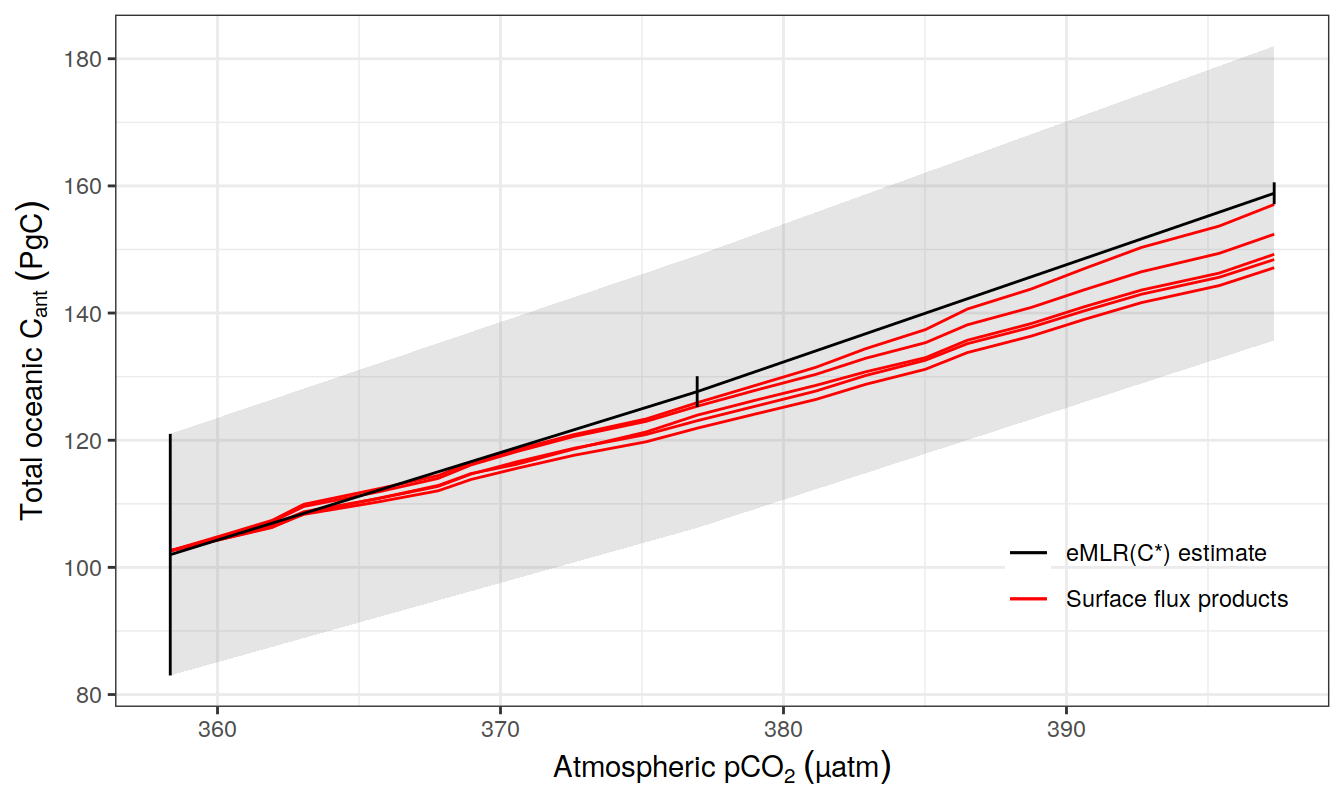 180
160
140
120
100
80
Total oceanic Cant (PgC)
eMLR(C*) estimate
Surface flux products
360 370 380 390
Atmospheric pCO2 (µatm)